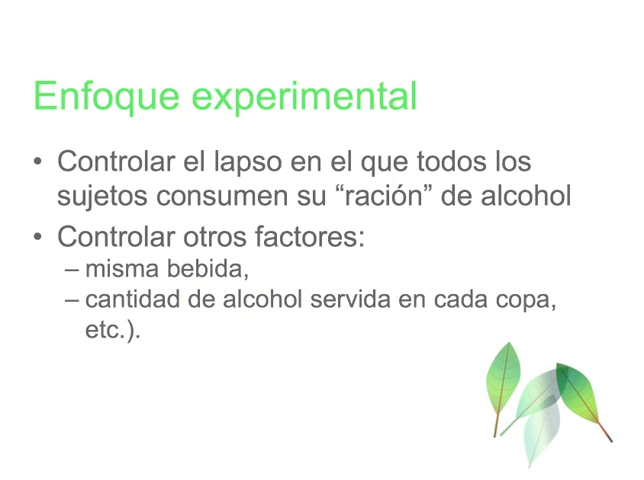 Enfoque experimental
• Controlar el lapso en el que todos los
sujetos consumen su “ración” de alcohol
• Controlar otros factores:
– misma bebida,
– cantidad de alcohol servida en cada copa,
etc.).